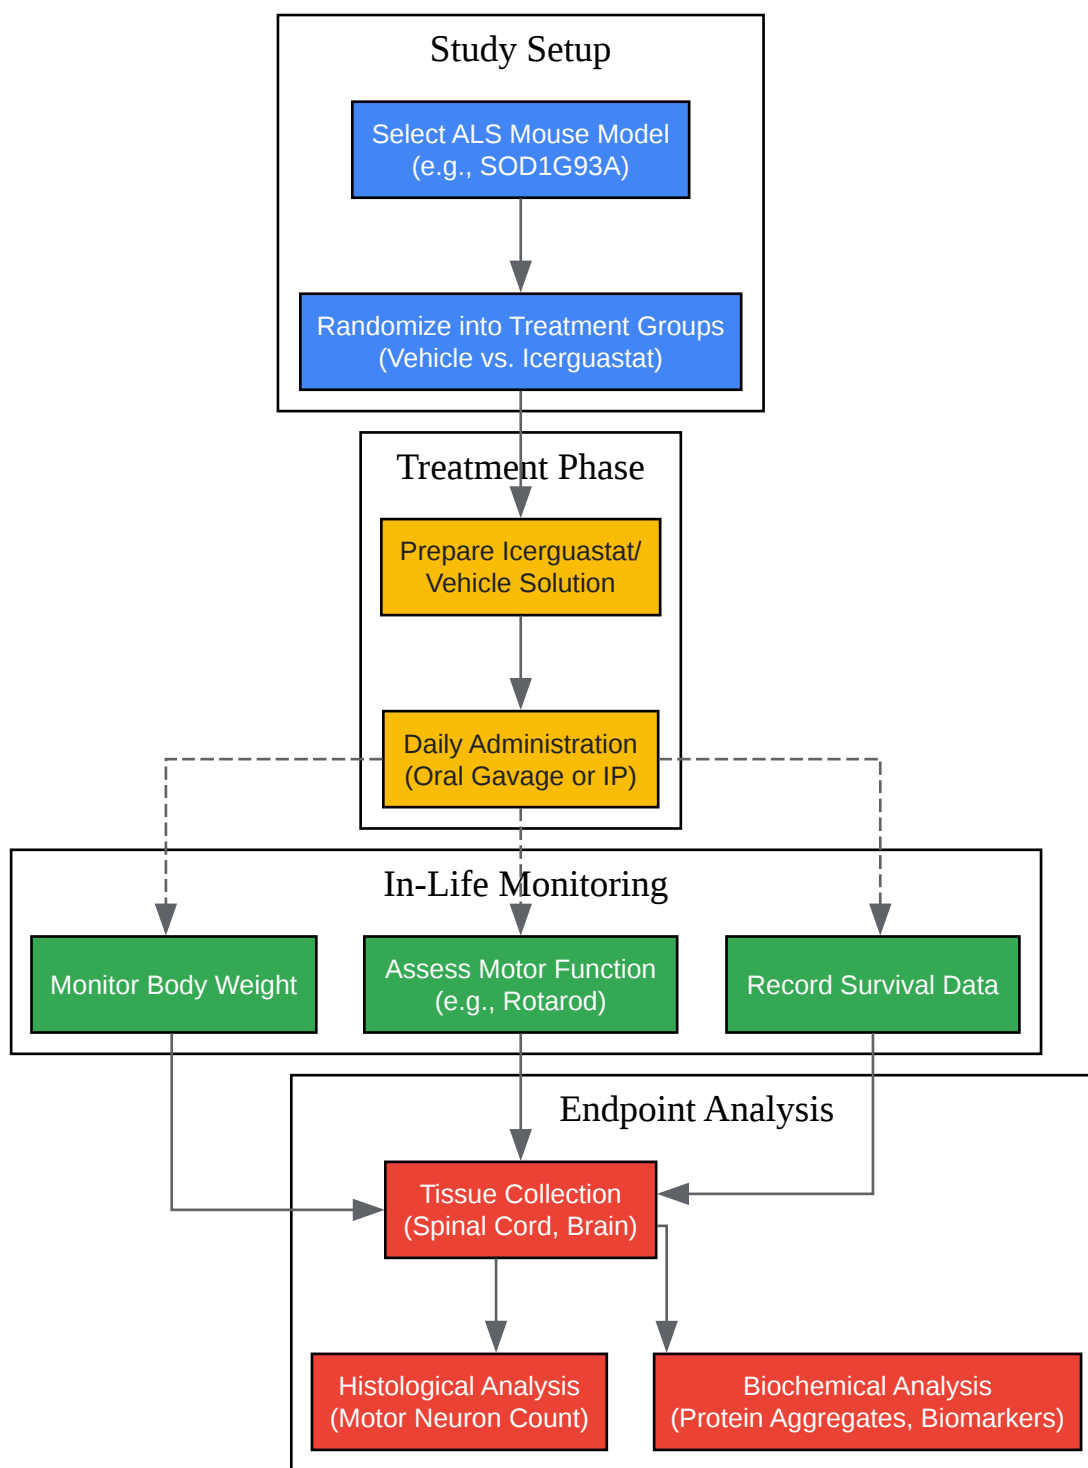 Study Setup
Select ALS Mouse Model
(e.g., SOD1G93A)
Randomize into Treatment Groups
(Vehicle vs. Icerguastat)
Treatment Phase
Prepare Icerguastat/
Vehicle Solution
Daily Administration
(Oral Gavage or IP)
In-Life Monitoring
Monitor Body Weight
Assess Motor Function
(e.g., Rotarod)
Record Survival Data
Endpoint Analysis
Tissue Collection
(Spinal Cord, Brain)
Histological Analysis
(Motor Neuron Count)
Biochemical Analysis
(Protein Aggregates, Biomarkers)